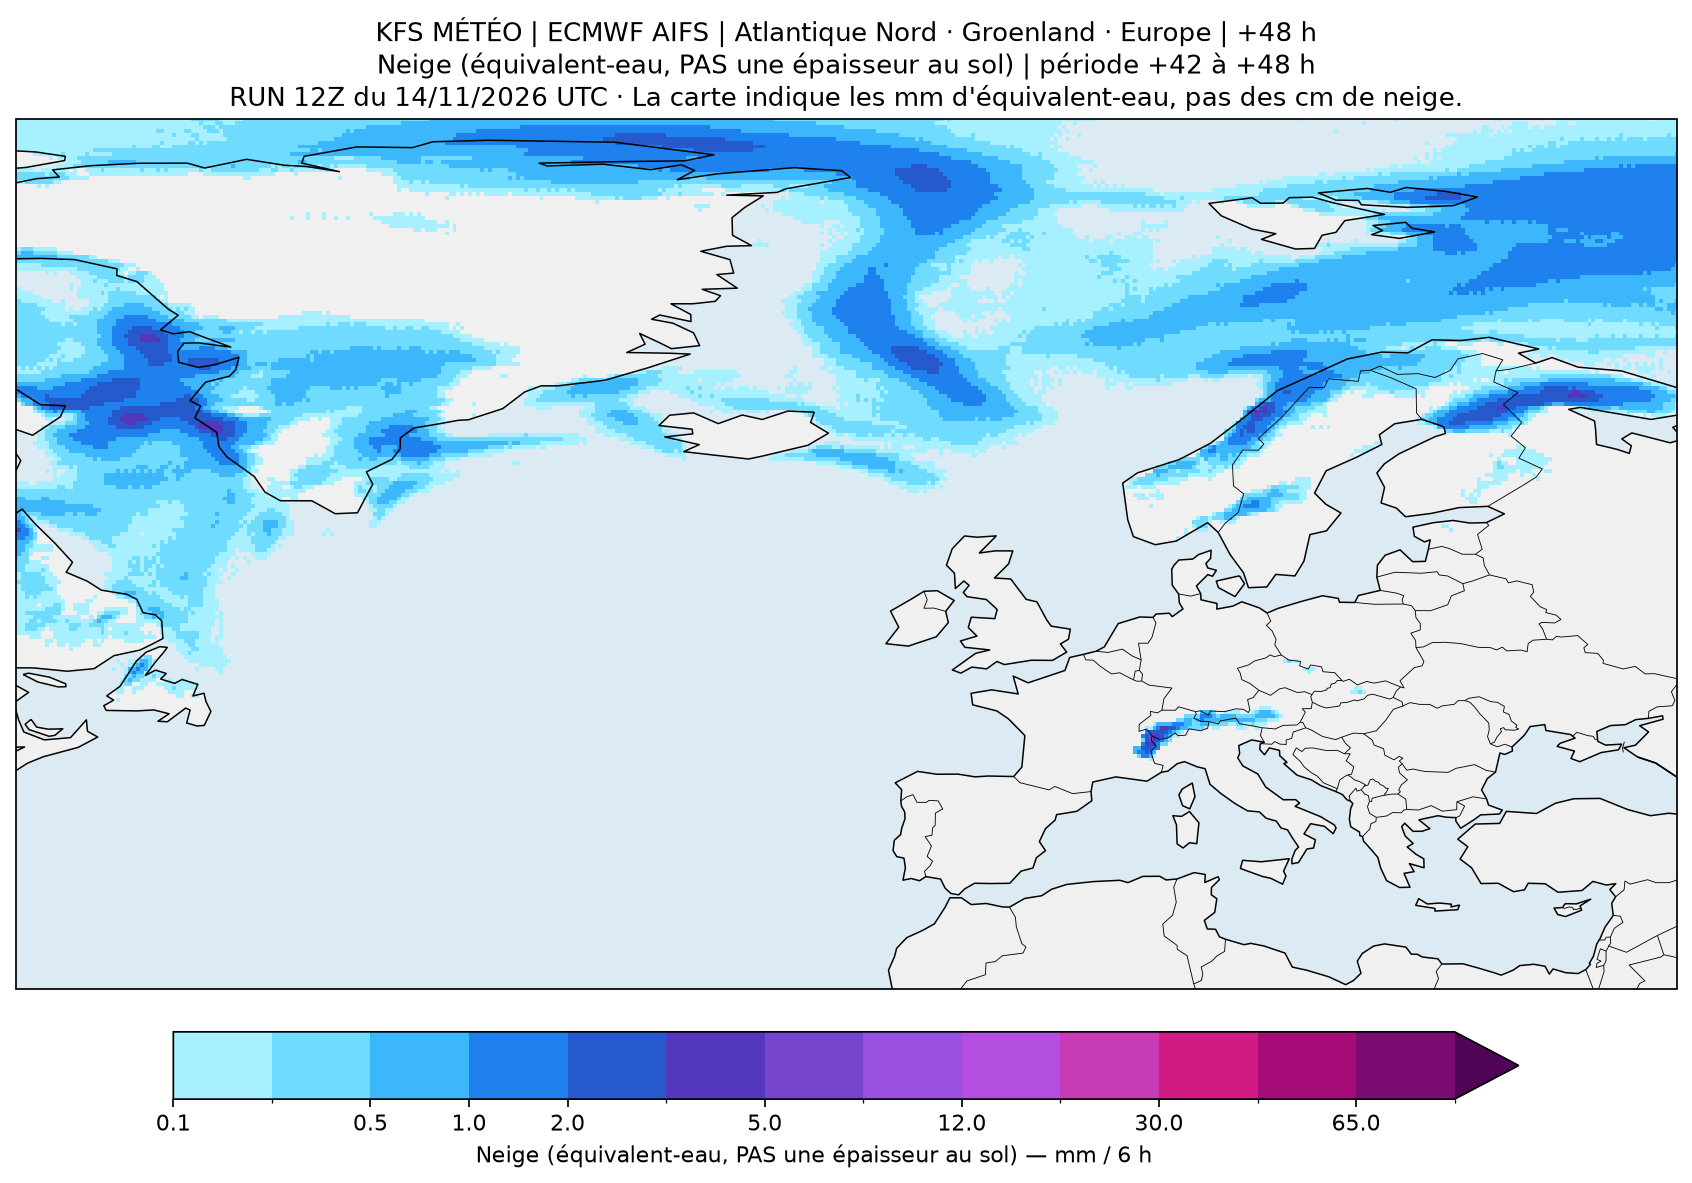 KFS MÉTÉO | ECMWF AIFS | Atlantique Nord · Groenland · Europe | +48 h
Neige (équivalent-eau, PAS une épaisseur au sol) | période +42 à +48 h
RUN 12Z du 14/11/2026 UTC · La carte indique les mm d'équivalent-eau, pas des cm de neige.
0.1 0.5 1.0 2.0 5.0 12.0 30.0 65.0
Neige (équivalent-eau, PAS une épaisseur au sol) — mm / 6 h